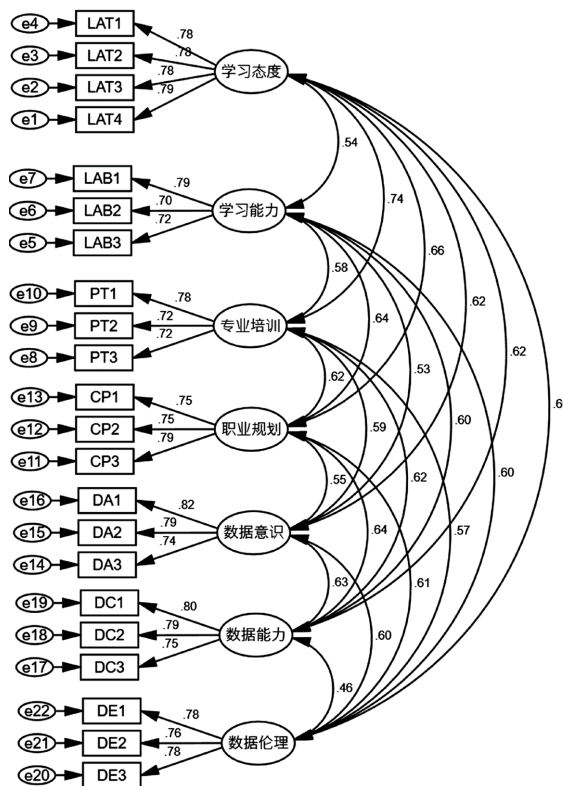 e4 LAT1 .78
e3 LAT2 .78
学习态度
e2 LAT3 .78
e1 LAT4 .79
.54
e7 LAB1 .79
.74
e6 LAB2 .70
学习能力
e5 LAB3 .72
.66
.58
e10 PT1 .78
.62
.64
e9 PT2 .72
专业培训
e8 PT3 .72
.62
.62
.53
e13 CP1 .75
.6
.60
e12 CP2 .75
职业规划
.59
e11 CP3 .79
.55
.62
.60
e16 DA1 .82
e15 DA2 .79
数据意识
.64
.57
e14 DA3 .74
.63
.61
e19 DC1 .80
e18 DC2 .79
数据能力
.60
e17 DC3 .75
.46
e22 DE1 .78
e21 DE2 .76
数据伦理
e20 DE3 .78